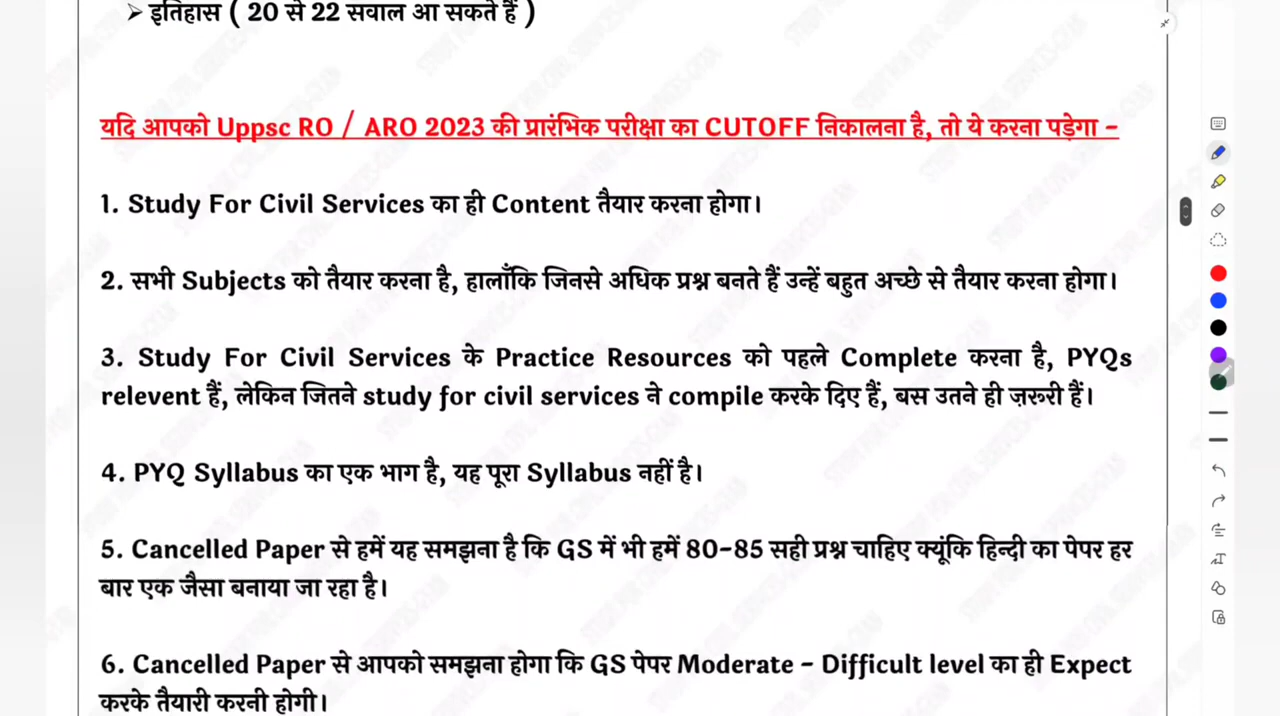 ➤ इतिहास ( 20 से 22 सवाल आ सकते हैं )
यदि आपको Uppsc RO / ARO 2023 की प्रारंभिक परीक्षा का CUTOFF निकालना है, तो ये करना पड़ेगा -
1. Study For Civil Services का ही Content तैयार करना होगा।
2. सभी Subjects को तैयार करना है, हालाँकि जिनसे अधिक प्रश्न बनते हैं उन्हें बहुत अच्छे से तैयार करना होगा।
3. Study For Civil Services के Practice Resources को पहले Complete करना है, PYQs
relevent हैं, लेकिन जितने study for civil services ने compile करके दिए हैं, बस उतने ही ज़रूरी हैं।
4. PYQ Syllabus का एक भाग है, यह पूरा Syllabus नहीं है।
5. Cancelled Paper से हमें यह समझना है कि GS में भी हमें 80-85 सही प्रश्न चाहिए क्यूंकि हिन्दी का पेपर हर
बार एक जैसा बनाया जा रहा है।
6. Cancelled Paper से आपको समझना होगा कि GS पेपर Moderate - Difficult level का ही Expect
करके तैयारी करनी होगी।